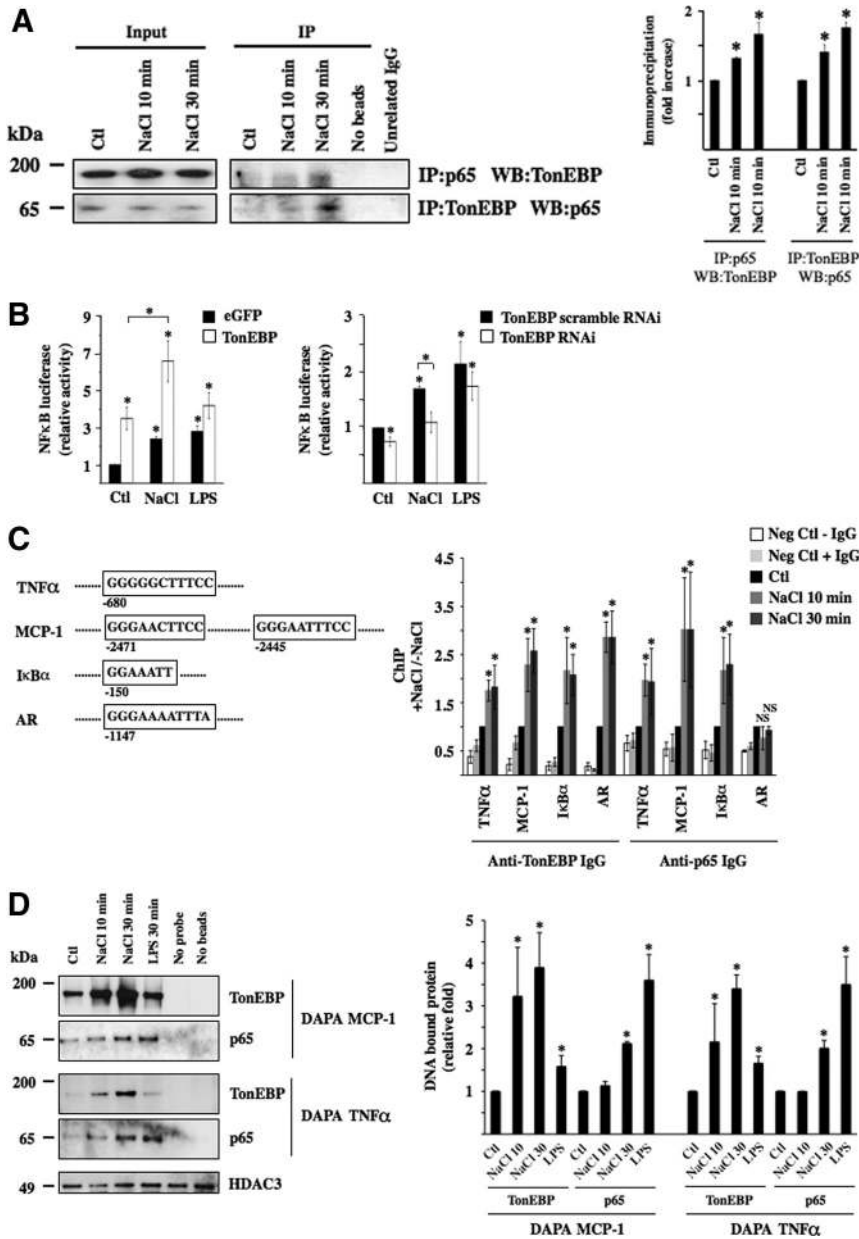 A
Input
IP
kDa
Ctl
NaCl 10 min
NaCl 30 min
Ctl
NaCl 10 min
NaCl 30 min
No beads
Unrelated IgG
200
65
IP:p65 WB:TonEBP
IP:TonEBP WB:p65
Immunoprecipitation
(fold increase)
2
1
* * * *
Ctl
NaCl 10 min
NaCl 10 min
Ctl
NaCl 10 min
NaCl 10 min
IP:p65
WB:TonEBP
IP:TonEBP
WB:p65
B
NFκB luciferase
(relative activity)
9
7
5
3
1
eGFP
TonEBP
* * * * * *
Ctl NaCl LPS
NFκB luciferase
(relative activity)
3
2
1
TonEBP scramble RNAi
TonEBP RNAi
* * * * *
Ctl NaCl LPS
C
TNFα GGGGGCTTTCC
-680
MCP-1 GGGAACTTCC GGGAATTTCC
-2471 -2445
IκBα GGAAATT
-150
AR GGGAAAATTTA
-1147
ChIP
+NaCl /-NaCl
4.5
3.5
2.5
1.5
0.5
Neg Ctl - IgG
Neg Ctl + IgG
Ctl
NaCl 10 min
NaCl 30 min
* * * * * * * * * * * * * * NS NS
TNFα
MCP-1
IκBα
AR
TNFα
MCP-1
IκBα
AR
Anti-TonEBP IgG Anti-p65 IgG
D
kDa
Ctl
NaCl 10 min
NaCl 30 min
LPS 30 min
No probe
No beads
200
TonEBP
65
p65
DAPA MCP-1
200
TonEBP
65
p65
DAPA TNFα
49
HDAC3
DNA bound protein
(relative fold)
5
4
3
2
1
* * * * * * * * * *
Ctl
NaCl 10
NaCl 30
LPS
Ctl
NaCl 10
NaCl 30
LPS
Ctl
NaCl 10
NaCl 30
LPS
Ctl
NaCl 10
NaCl 30
LPS
TonEBP p65 TonEBP p65
DAPA MCP-1 DAPA TNFα